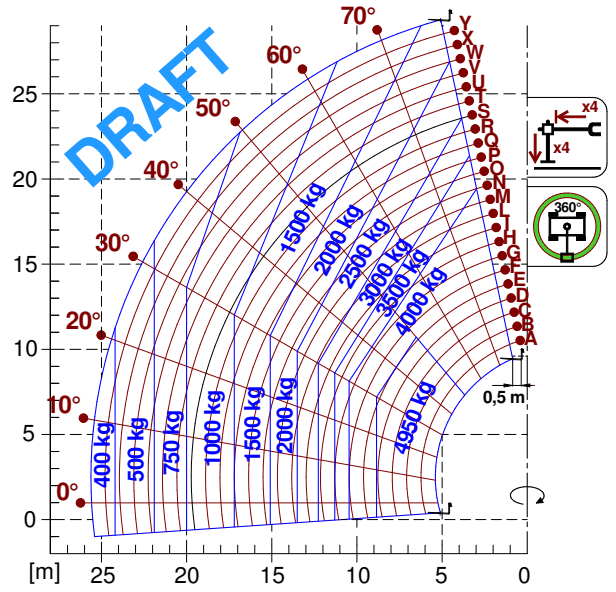 DRAFT
70°
60°
50°
40°
30°
20°
10°
0°
Y
X
W
V
U
T
S
R
Q
P
O
N
M
L
H
G
F
E
D
C
B
A
x4
x4
360°
25
20
15
10
5
0
1500 kg
2000 kg
2500 kg
3000 kg
3500 kg
4000 kg
4950 kg
400 kg
500 kg
750 kg
1000 kg
1500 kg
2000 kg
0,5 m
[m]
25
20
15
10
5
0